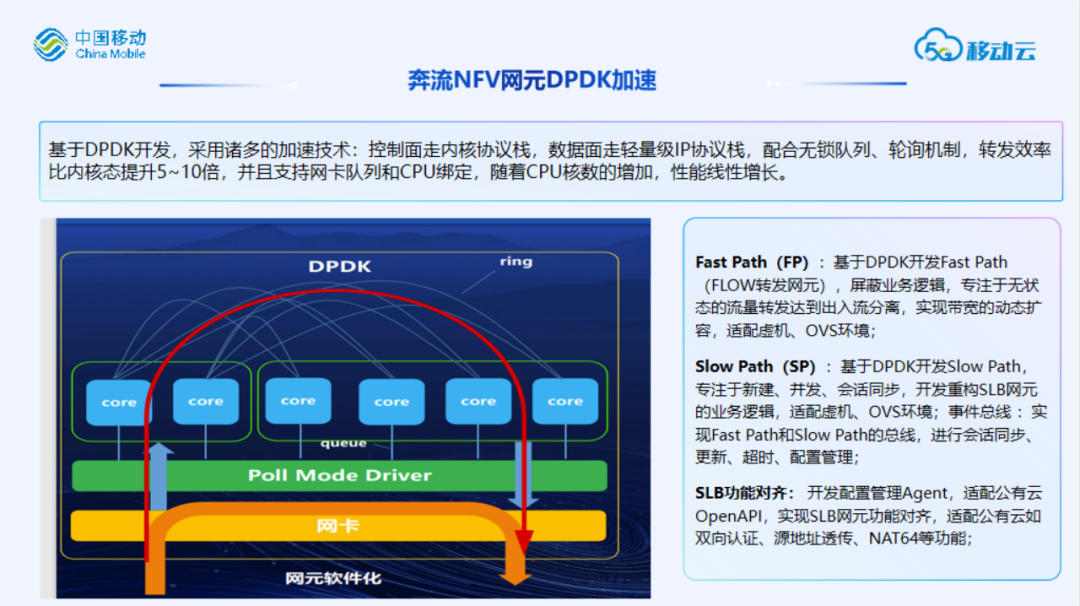 中国移动
China Mobile
5G 移动云
奔流NFV网元DPDK加速
基于DPDK开发，采用诸多的加速技术：控制面走内核协议栈，数据面走轻量级IP协议栈，配合无锁队列、轮询机制，转发效率
比内核态提升5~10倍，并且支持网卡队列和CPU绑定，随着CPU核数的增加，性能线性增长。
DPDK
ring
core
core
core
core
core
core
queue
Poll Mode Driver
网卡
网元软件化
Fast Path（FP）：基于DPDK开发Fast Path
（FLOW转发网元），屏蔽业务逻辑，专注于无状
态的流量转发达到出入流分离，实现带宽的动态扩
容，适配虚机、OVS环境；
Slow Path（SP）：基于DPDK开发Slow Path，
专注于新建、并发、会话同步，开发重构SLB网元
的业务逻辑，适配虚机、OVS环境；事件总线：实
现Fast Path和Slow Path的总线，进行会话同步、
更新、超时、配置管理；
SLB功能对齐： 开发配置管理Agent，适配公有云
OpenAPI，实现SLB网元功能对齐，适配公有云如
双向认证、源地址透传、NAT64等功能；